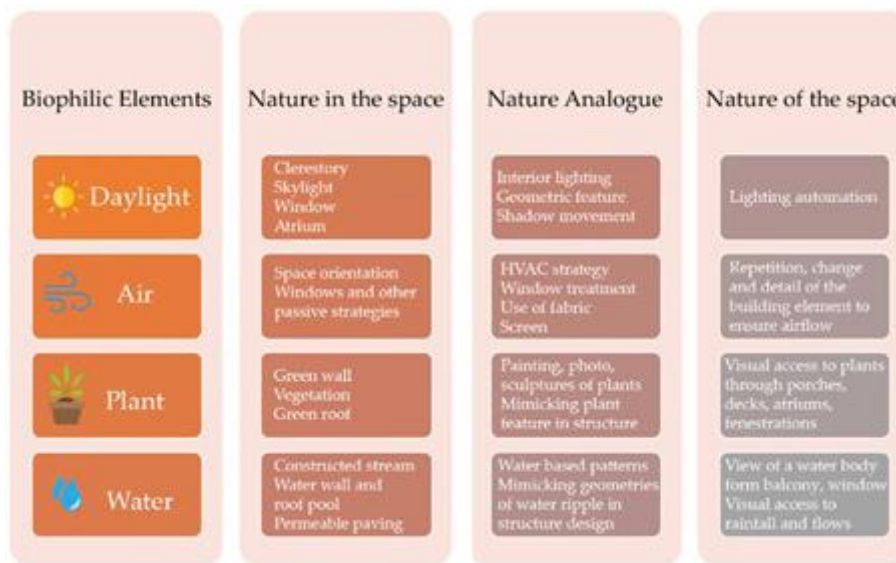 Biophilic Elements
Nature in the space
Nature Analogue
Nature of the space
Daylight
Clerestory
Skylight
Window
Atrium
Interior lighting
Geometric feature
Shadow movement
Lighting automation
Air
Space orientation
Windows and other
passive strategies
HVAC strategy
Window treatment
Use of fabric
Screen
Repetition, change
and detail of the
building element to
ensure airflow
Plant
Green wall
Vegetation
Green roof
Painting, photo,
sculptures of plants
Mimicking plant
feature in structure
Visual access to plants
through porches,
decks, atriums,
fenestrations
Water
Constructed stream
Water wall and
root pool
Permeable paving
Water based patterns
Mimicking geometries
of water ripple in
structure design
View of a water body
form balcony, window
Visual access to
rainfall and flows